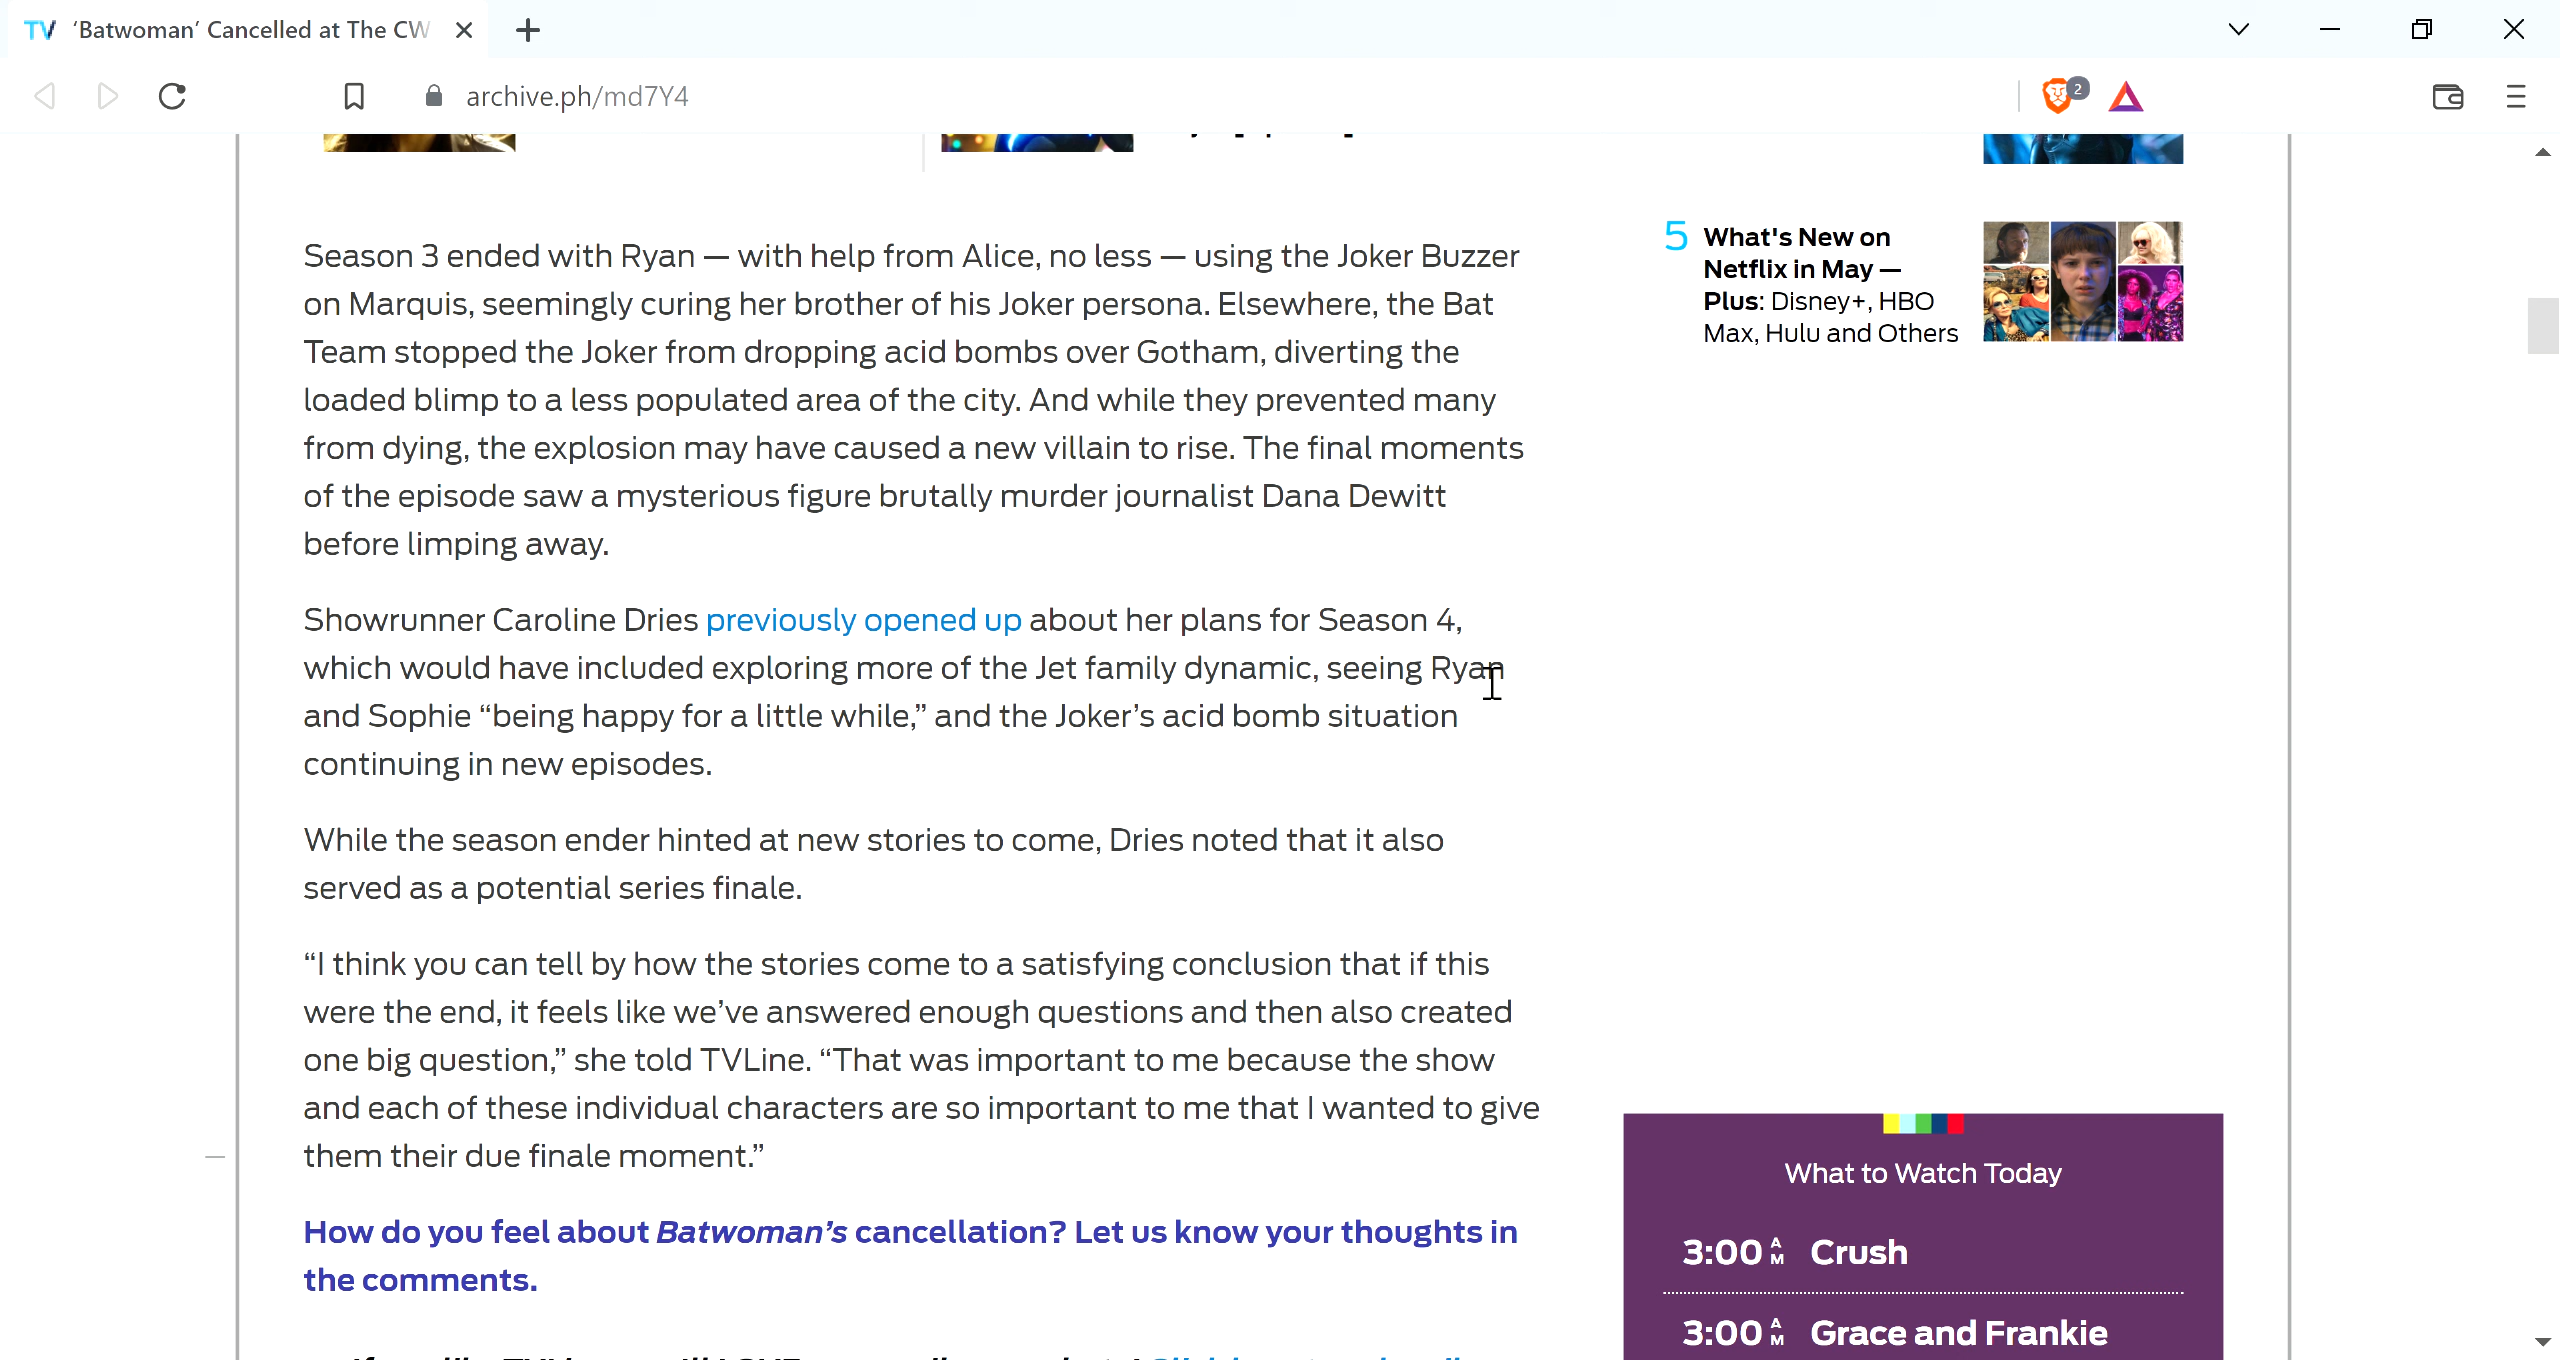 TV 'Batwoman' Cancelled at The CW
archive.ph/md7Y4
2
Season 3 ended with Ryan — with help from Alice, no less — using the Joker Buzzer
on Marquis, seemingly curing her brother of his Joker persona. Elsewhere, the Bat
Team stopped the Joker from dropping acid bombs over Gotham, diverting the
loaded blimp to a less populated area of the city. And while they prevented many
from dying, the explosion may have caused a new villain to rise. The final moments
of the episode saw a mysterious figure brutally murder journalist Dana Dewitt
before limping away.
Showrunner Caroline Dries previously opened up about her plans for Season 4,
which would have included exploring more of the Jet family dynamic, seeing Ryan
and Sophie “being happy for a little while,” and the Joker’s acid bomb situation
continuing in new episodes.
While the season ender hinted at new stories to come, Dries noted that it also
served as a potential series finale.
“I think you can tell by how the stories come to a satisfying conclusion that if this
were the end, it feels like we’ve answered enough questions and then also created
one big question,” she told TVLine. “That was important to me because the show
and each of these individual characters are so important to me that I wanted to give
them their due finale moment.”
How do you feel about Batwoman’s cancellation? Let us know your thoughts in
the comments.
5 What's New on
Netflix in May —
Plus: Disney+, HBO
Max, Hulu and Others
What to Watch Today
3:00 AM Crush
3:00 AM Grace and Frankie